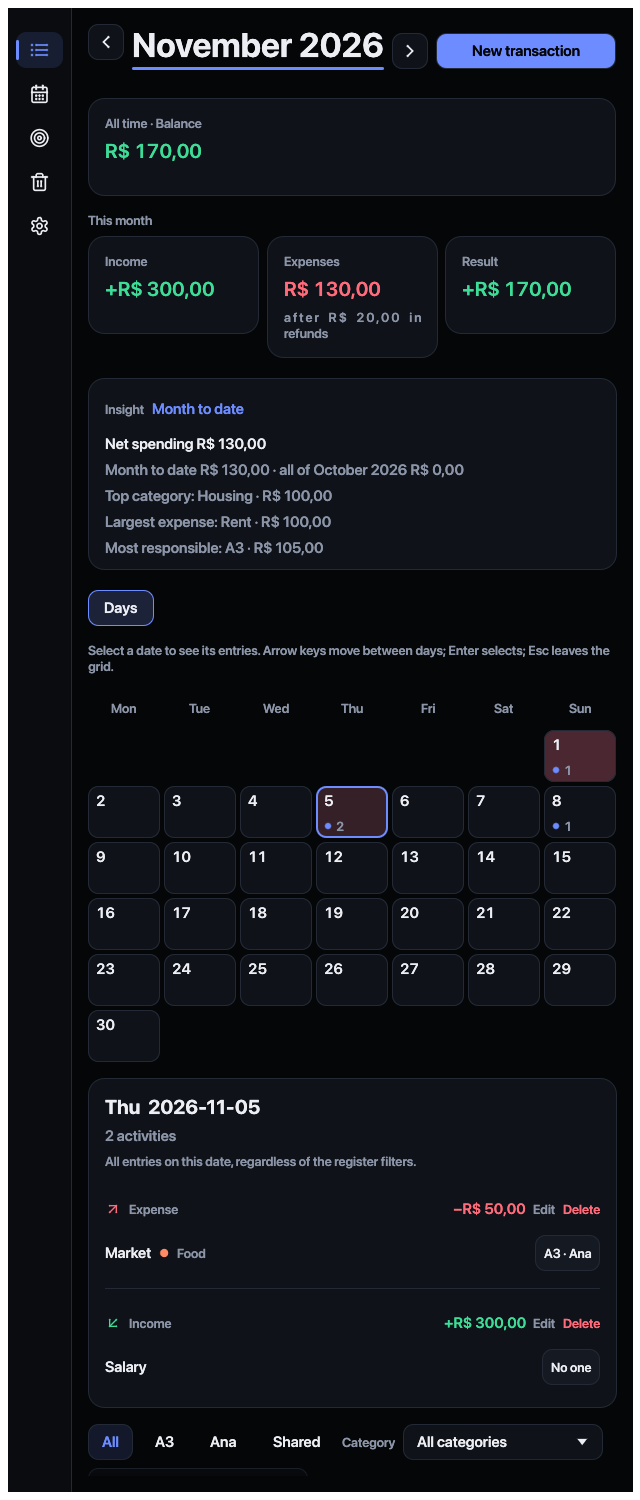 November 2026
New transaction
All time · Balance
R$ 170,00
This month
Income
+R$ 300,00
Expenses
R$ 130,00
after R$ 20,00 in
refunds
Result
+R$ 170,00
Insight Month to date
Net spending R$ 130,00
Month to date R$ 130,00 · all of October 2026 R$ 0,00
Top category: Housing · R$ 100,00
Largest expense: Rent · R$ 100,00
Most responsible: A3 · R$ 105,00
Days
Select a date to see its entries. Arrow keys move between days; Enter selects; Esc leaves the
grid.
Mon Tue Wed Thu Fri Sat Sun
1
1
2 3 4 5 6 7 8
2 1
9 10 11 12 13 14 15
16 17 18 19 20 21 22
23 24 25 26 27 28 29
30
Thu 2026-11-05
2 activities
All entries on this date, regardless of the register filters.
Expense −R$ 50,00 Edit Delete
Market Food A3 · Ana
Income +R$ 300,00 Edit Delete
Salary No one
All A3 Ana Shared Category All categories